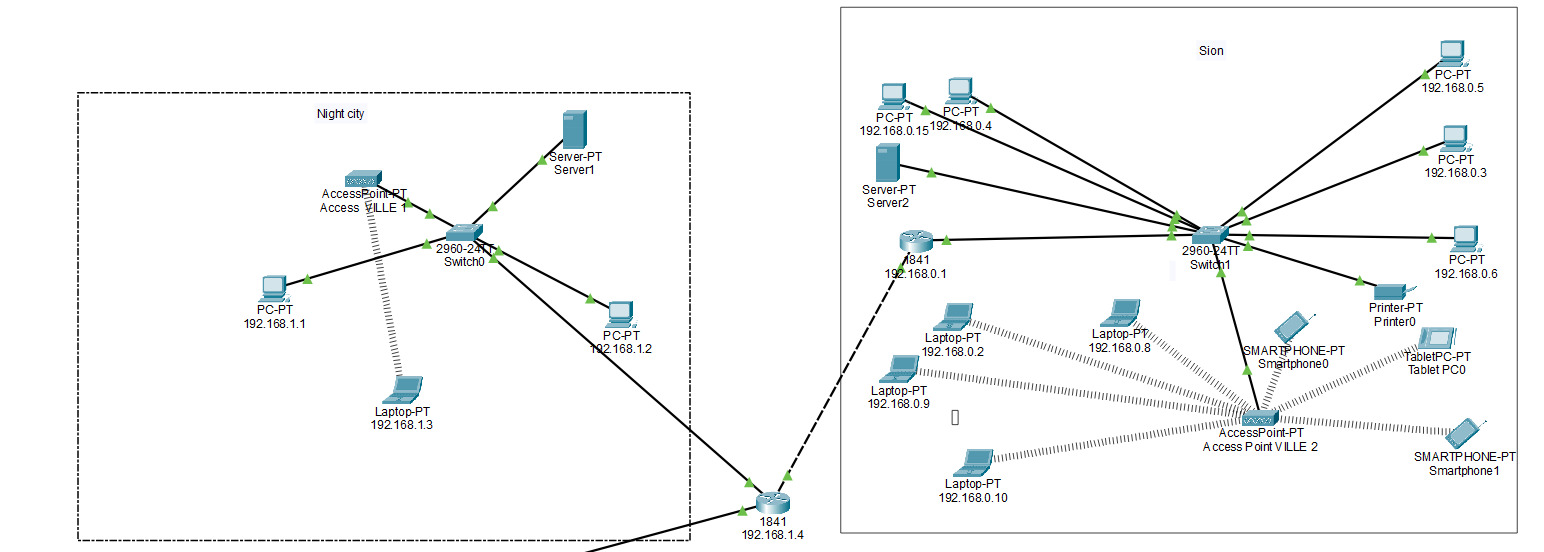 Night city
Server-PT
Server1
AccessPoint-PT
Access VILLE 1
2960-24TT
Switch0
PC-PT
192.168.1.1
PC-PT
192.168.1.2
Laptop-PT
192.168.1.3
1841
192.168.1.4
Sion
PC-PT
192.168.0.15
PC-PT
192.168.0.4
PC-PT
192.168.0.5
Server-PT
Server2
PC-PT
192.168.0.3
1841
192.168.0.1
2960-24TT
Switch1
PC-PT
192.168.0.6
Printer-PT
Printer0
Laptop-PT
192.168.0.2
Laptop-PT
192.168.0.8
SMARTPHONE-PT
Smartphone0
TabletPC-PT
Tablet PC0
Laptop-PT
192.168.0.9
AccessPoint-PT
Access Point VILLE 2
SMARTPHONE-PT
Smartphone1
Laptop-PT
192.168.0.10